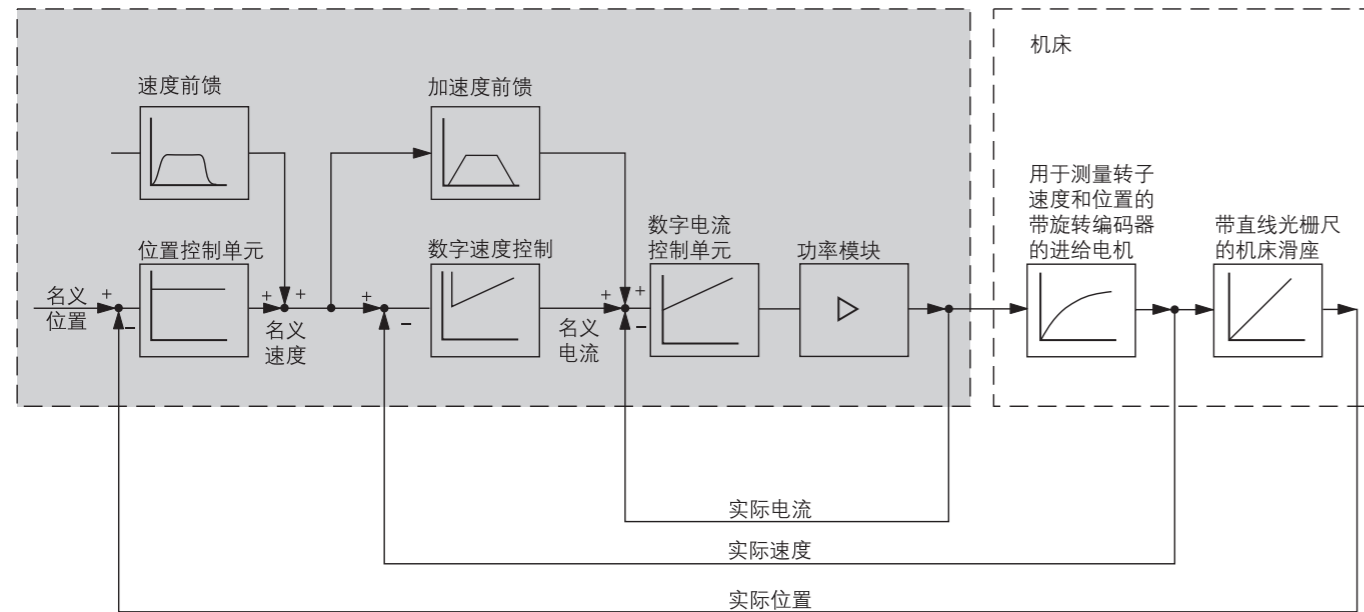 机床
速度前馈
加速度前馈
用于测量转子
速度和位置的
带旋转编码器
的进给电机
带直线光栅尺
的机床滑座
位置控制单元
数字速度控制
数字电流
控制单元
功率模块
名义
位置
+
−
+
+
名义
速度
+
−
+
+
−
名义
电流
实际电流
实际速度
实际位置